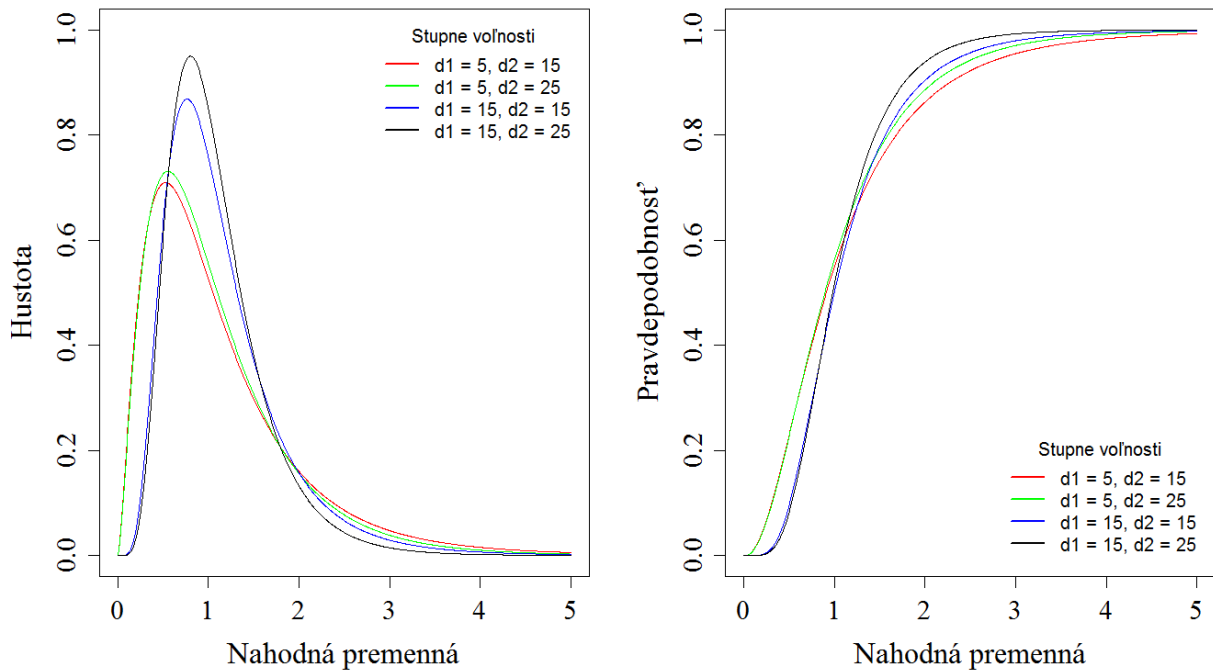 Hustota
1.0
0.8
0.6
0.4
0.2
0.0
Stupne voľnosti
d1 = 5, d2 = 15
d1 = 5, d2 = 25
d1 = 15, d2 = 15
d1 = 15, d2 = 25
0 1 2 3 4 5
Nahodná premenná
Pravdepodobnosť
1.0
0.8
0.6
0.4
0.2
0.0
Stupne voľnosti
d1 = 5, d2 = 15
d1 = 5, d2 = 25
d1 = 15, d2 = 15
d1 = 15, d2 = 25
0 1 2 3 4 5
Nahodná premenná